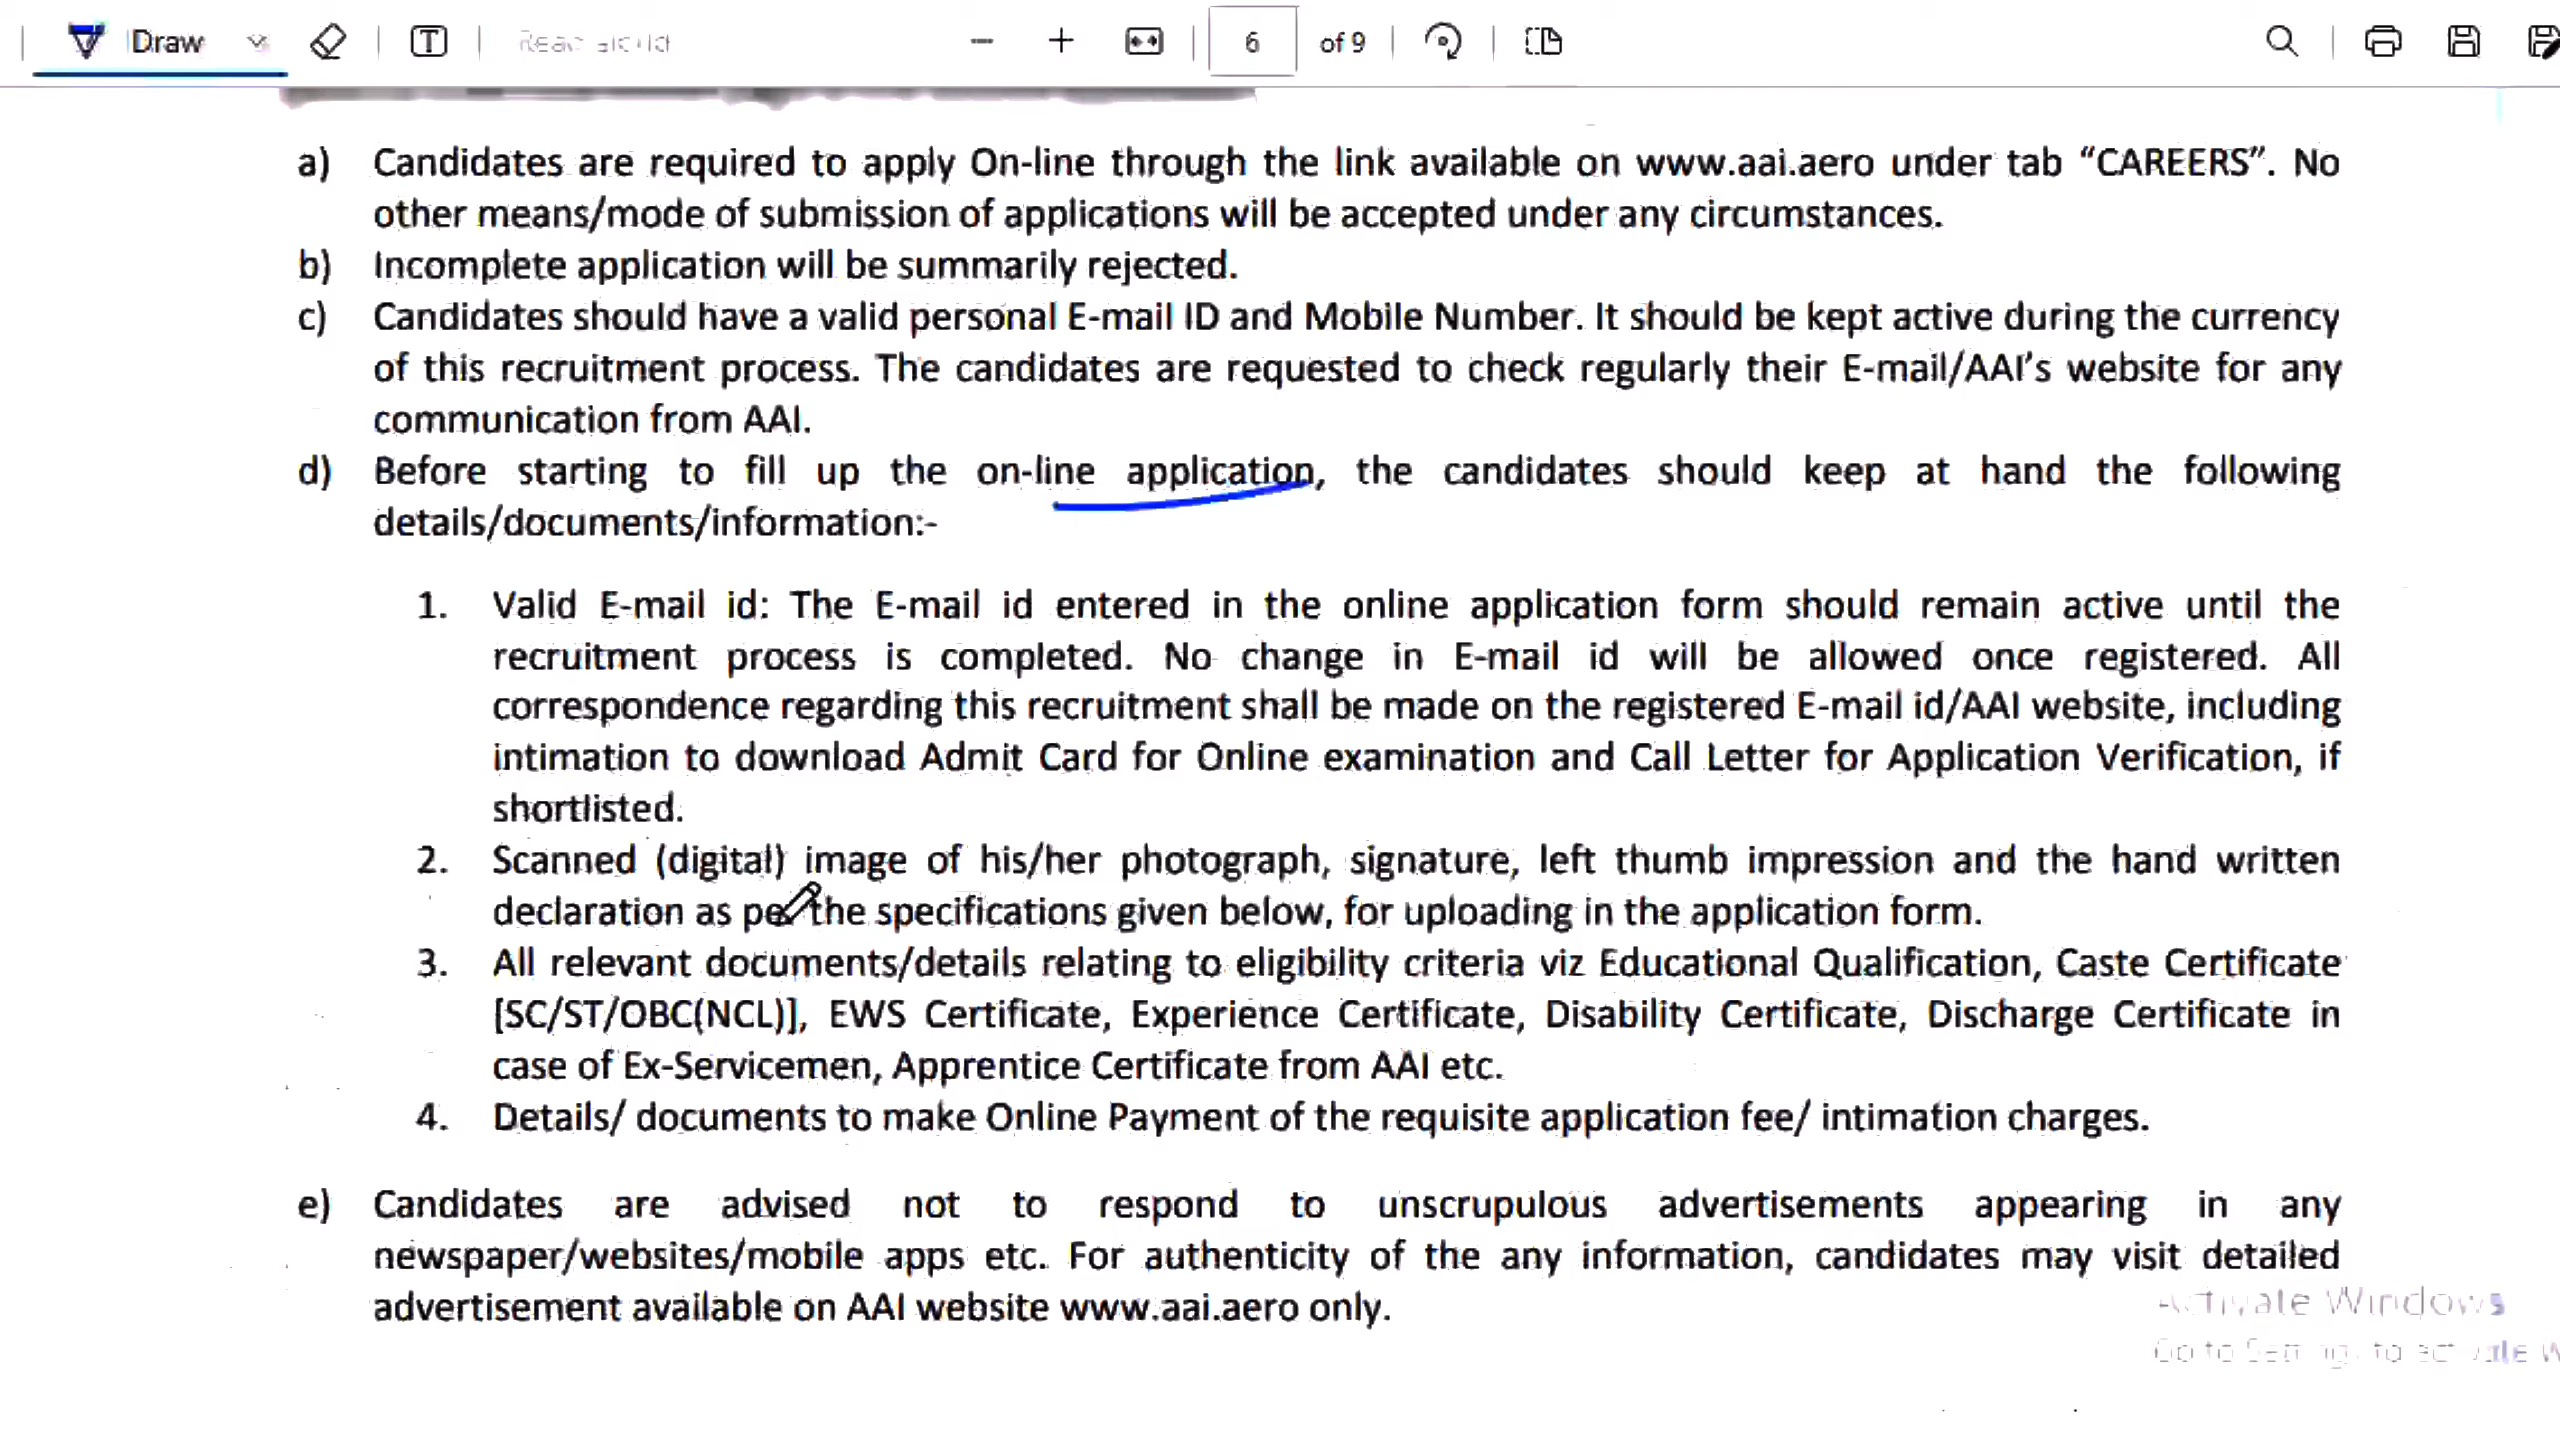 Draw
6 of 9
a) Candidates are required to apply On-line through the link available on www.aai.aero under tab “CAREERS”. No
other means/mode of submission of applications will be accepted under any circumstances.
b) Incomplete application will be summarily rejected.
c) Candidates should have a valid personal E-mail ID and Mobile Number. It should be kept active during the currency
of this recruitment process. The candidates are requested to check regularly their E-mail/AAI’s website for any
communication from AAI.
d) Before starting to fill up the on-line application, the candidates should keep at hand the following
details/documents/information:-
1. Valid E-mail id: The E-mail id entered in the online application form should remain active until the
recruitment process is completed. No change in E-mail id will be allowed once registered. All
correspondence regarding this recruitment shall be made on the registered E-mail id/AAI website, including
intimation to download Admit Card for Online examination and Call Letter for Application Verification, if
shortlisted.
2. Scanned (digital) image of his/her photograph, signature, left thumb impression and the hand written
declaration as per the specifications given below, for uploading in the application form.
3. All relevant documents/details relating to eligibility criteria viz Educational Qualification, Caste Certificate
[SC/ST/OBC(NCL)], EWS Certificate, Experience Certificate, Disability Certificate, Discharge Certificate in
case of Ex-Servicemen, Apprentice Certificate from AAI etc.
4. Details/ documents to make Online Payment of the requisite application fee/ intimation charges.
e) Candidates are advised not to respond to unscrupulous advertisements appearing in any
newspaper/websites/mobile apps etc. For authenticity of the any information, candidates may visit detailed
advertisement available on AAI website www.aai.aero only.
Activate Windows
Go to